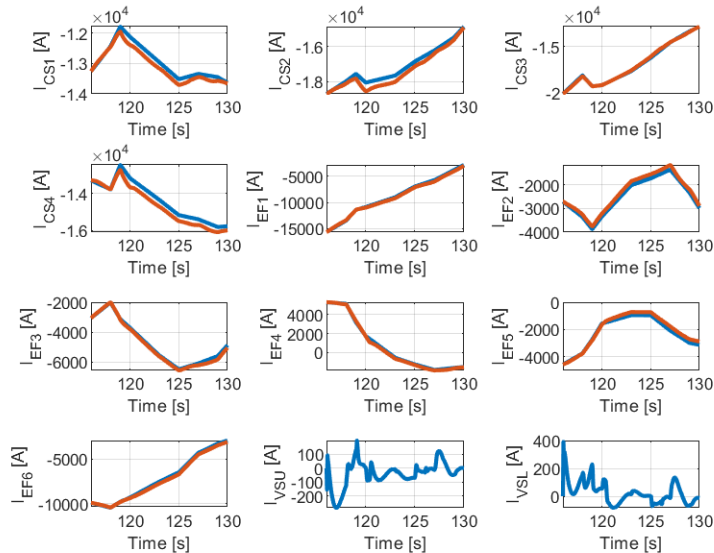 ×10⁴ ×10⁴ ×10⁴
I_CS1 [A] -1.2 -1.3 -1.4 120 125 130 Time [s]
I_CS2 [A] -1.6 -1.8 120 125 130 Time [s]
I_CS3 [A] -1.5 -2 120 125 130 Time [s]
×10⁴
I_CS4 [A] -1.4 -1.6 120 125 130 Time [s]
I_EF1 [A] -5000 -10000 -15000 120 125 130 Time [s]
I_EF2 [A] -2000 -3000 -4000 120 125 130 Time [s]
I_EF3 [A] -2000 -4000 -6000 120 125 130 Time [s]
I_EF4 [A] 4000 2000 0 120 125 130 Time [s]
I_EF5 [A] 0 -2000 -4000 120 125 130 Time [s]
I_EF6 [A] -5000 -10000 120 125 130 Time [s]
I_VSU [A] 100 0 -100 -200 120 125 130 Time [s]
I_VSL [A] 400 200 0 120 125 130 Time [s]